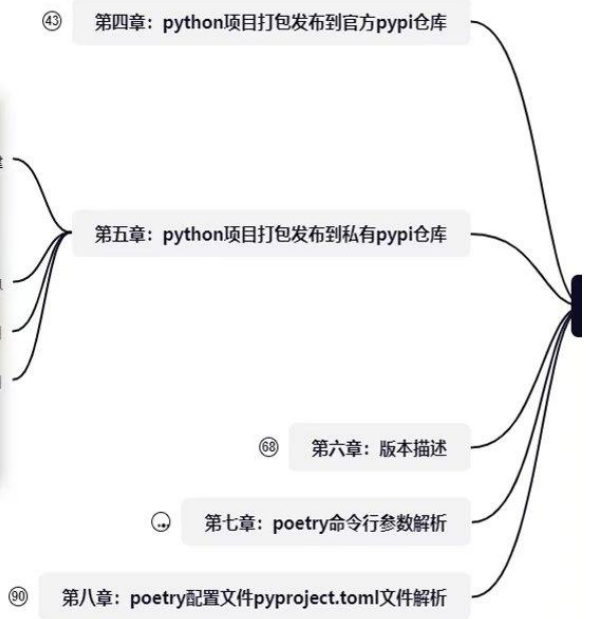 43 第四章：python项目打包发布到官方pypi仓库
第五章：python项目打包发布到私有pypi仓库
68 第六章：版本描述
第七章：poetry命令行参数解析
90 第八章：poetry配置文件pyproject.toml文件解析